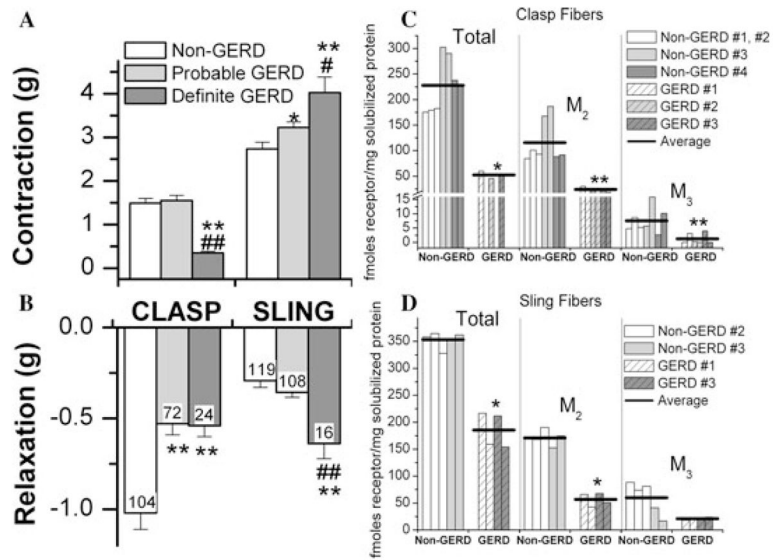 A
Contraction (g)
4
3
2
1
0
Non-GERD
Probable GERD
Definite GERD
**
##
*
**
#
B
CLASP SLING
Relaxation (g)
0.0
-0.5
-1.0
104
72
24
** **
119
108
16
##
**
C
Clasp Fibers
fmoles receptor/mg solubilized protein
300
250
200
150
100
50
15
10
5
0
Total
M2
M3
*
**
**
Non-GERD GERD Non-GERD GERD Non-GERD GERD
Non-GERD #1, #2
Non-GERD #3
Non-GERD #4
GERD #1
GERD #2
GERD #3
Average
D
Sling Fibers
fmoles receptor/mg solubilized protein
350
300
250
200
150
100
50
0
Total
M2
M3
*
*
Non-GERD GERD Non-GERD GERD Non-GERD GERD
Non-GERD #2
Non-GERD #3
GERD #1
GERD #3
Average